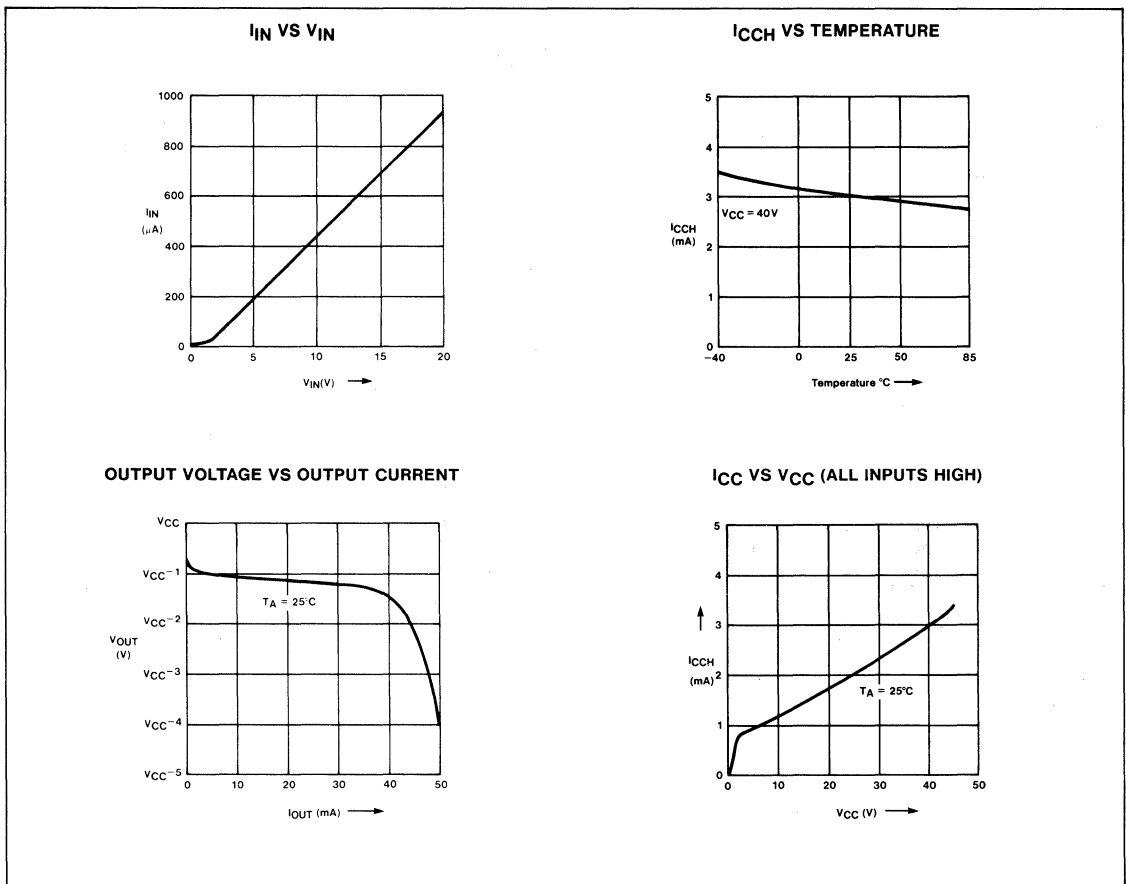 IIN VS VIN
1000
800
600
IIN
(μA)
400
200
0
0 5 10 15 20
VIN(V)
ICCH VS TEMPERATURE
5
4
3
VCC = 40V
ICCH
(mA)
2
1
0
−40 0 25 50 85
Temperature °C
OUTPUT VOLTAGE VS OUTPUT CURRENT
VCC
VCC−1
TA = 25°C
VCC−2
VOUT
(V)
VCC−3
VCC−4
VCC−5
0 10 20 30 40 50
IOUT (mA)
ICC VS VCC (ALL INPUTS HIGH)
5
4
3
ICCH
(mA)
2
TA = 25°C
1
0
0 10 20 30 40 50
VCC (V)